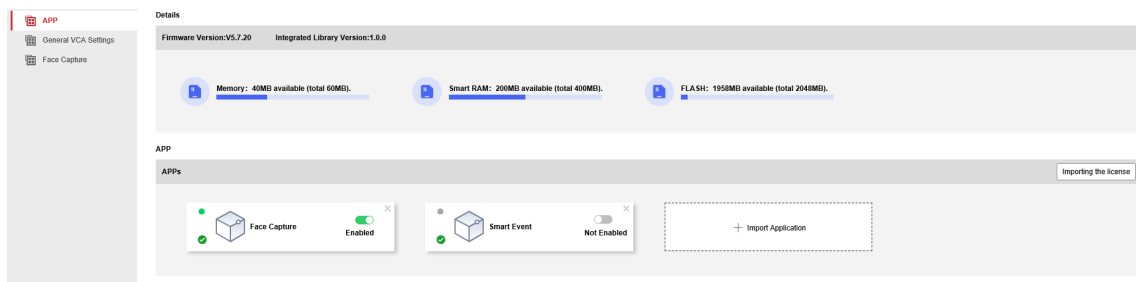 APP
General VCA Settings
Face Capture
Details
Firmware Version:V5.7.20 Integrated Library Version:1.0.0
Memory: 40MB available (total 60MB). Smart RAM: 200MB available (total 400MB). FLASH: 1958MB available (total 2048MB).
APP
APPs Importing the license
Face Capture Enabled
Smart Event Not Enabled
+ Import Application